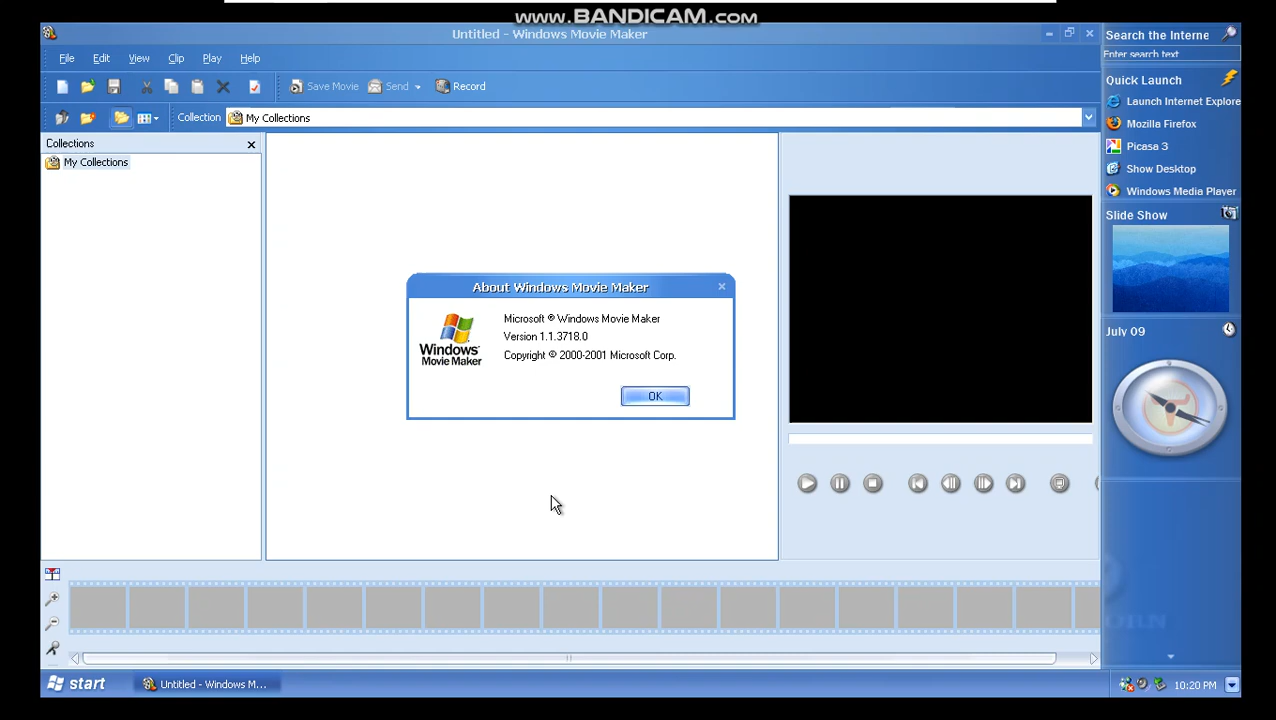 www.BANDICAM.com
Untitled - Windows Movie Maker
File Edit View Clip Play Help
Save Movie Send Record
Collection My Collections
Collections
My Collections
About Windows Movie Maker
Microsoft ® Windows Movie Maker
Version 1.1.3718.0
Copyright © 2000-2001 Microsoft Corp.
Windows
Movie Maker
OK
Search the Interne
Enter search text
Quick Launch
Launch Internet Explore
Mozilla Firefox
Picasa 3
Show Desktop
Windows Media Player
Slide Show
July 09
start
Untitled - Windows M...
10:20 PM